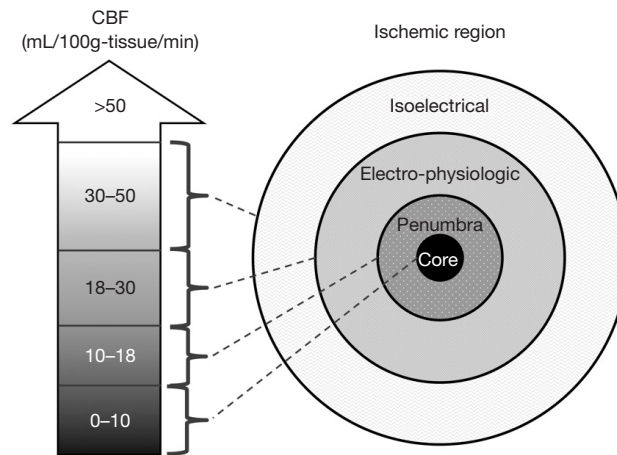 CBF
(mL/100g-tissue/min)
>50
30–50
18–30
10–18
0–10
Ischemic region
Isoelectrical
Electro-physiologic
Penumbra
Core